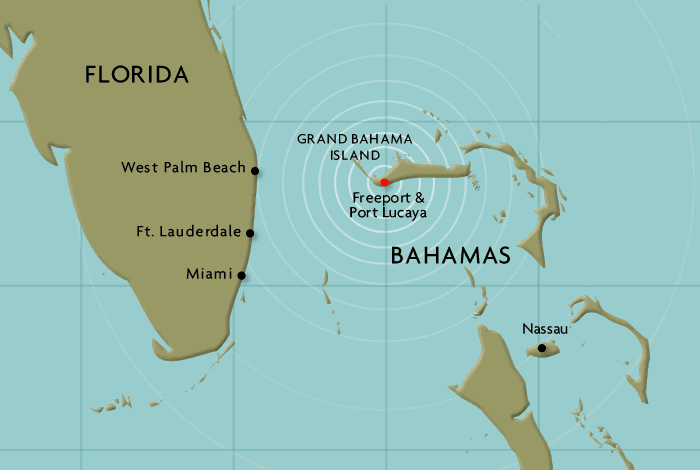 FLORIDA
GRAND BAHAMA
ISLAND
West Palm Beach
Freeport &
Port Lucaya
Ft. Lauderdale
BAHAMAS
Miami
Nassau